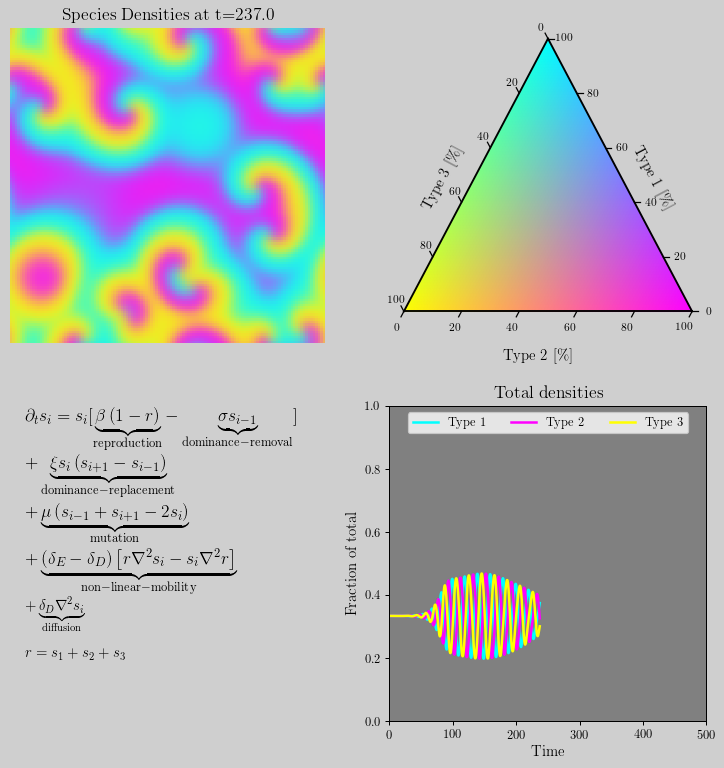 Species Densities at t=237.0
0
100
20
80
40
60
Type 3 [%]
Type 1 [%]
60
40
80
20
100
0
0
20
40
60
80
100
Type 2 [%]
∂ₜsᵢ = sᵢ[β (1 − r) − σsᵢ₋₁ ]
reproduction dominance−removal
+ ξsᵢ (sᵢ₊₁ − sᵢ₋₁)
dominance−replacement
+ μ (sᵢ₋₁ + sᵢ₊₁ − 2sᵢ)
mutation
+ (δ_E − δ_D) [r∇²sᵢ − sᵢ∇²r]
non−linear−mobility
+ δ_D∇²sᵢ
diffusion
r = s₁ + s₂ + s₃
Total densities
Type 1 Type 2 Type 3
1.0
0.8
0.6
0.4
0.2
0.0
Fraction of total
0 100 200 300 400 500
Time